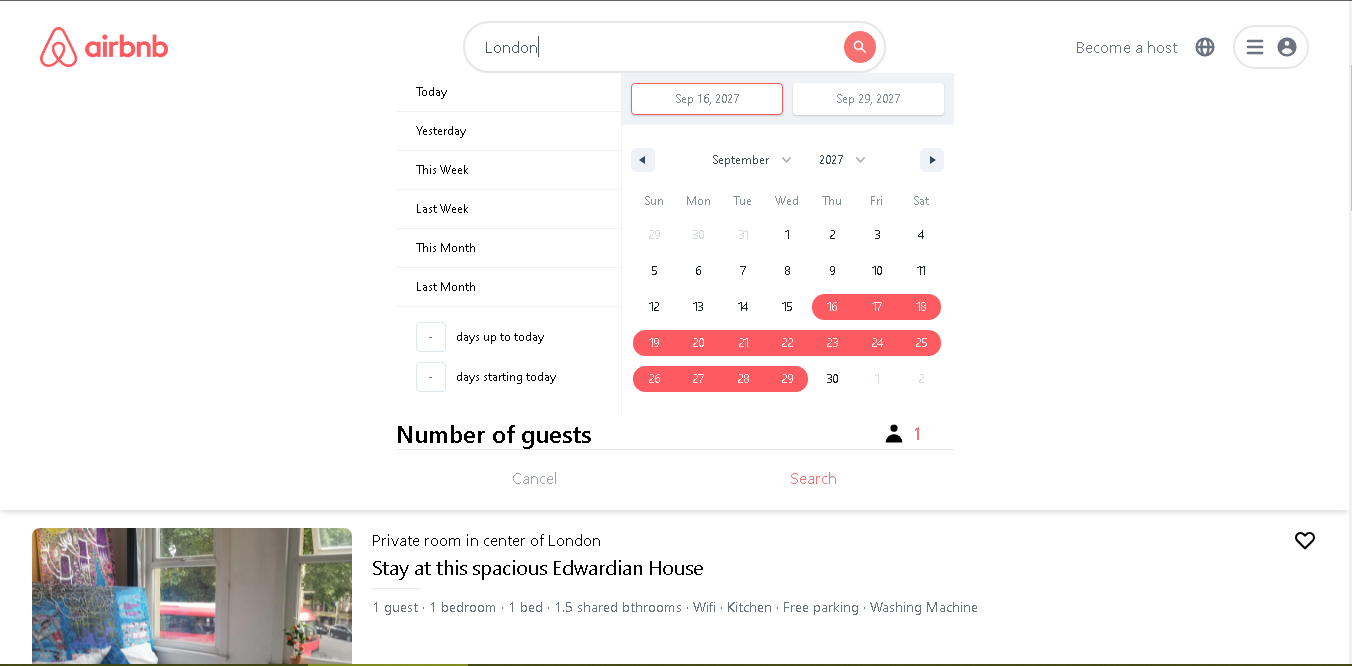 airbnb
London
Become a host
Today
Yesterday
This Week
Last Week
This Month
Last Month
- days up to today
- days starting today
Sep 16, 2027 Sep 29, 2027
September 2027
Sun Mon Tue Wed Thu Fri Sat
29 30 31 1 2 3 4
5 6 7 8 9 10 11
12 13 14 15 16 17 18
19 20 21 22 23 24 25
26 27 28 29 30 1 2
Number of guests 1
Cancel Search
Private room in center of London
Stay at this spacious Edwardian House
1 guest · 1 bedroom · 1 bed · 1.5 shared bthrooms · Wifi · Kitchen · Free parking · Washing Machine